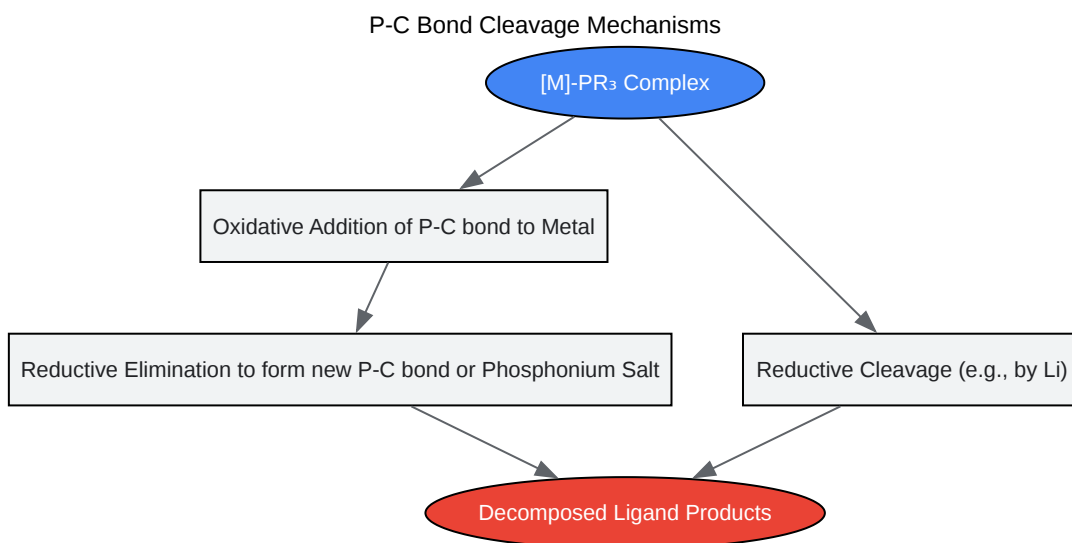 P-C Bond Cleavage Mechanisms
[M]-PR₃ Complex
Oxidative Addition of P-C bond to Metal
Reductive Elimination to form new P-C bond or Phosphonium Salt
Reductive Cleavage (e.g., by Li)
Decomposed Ligand Products